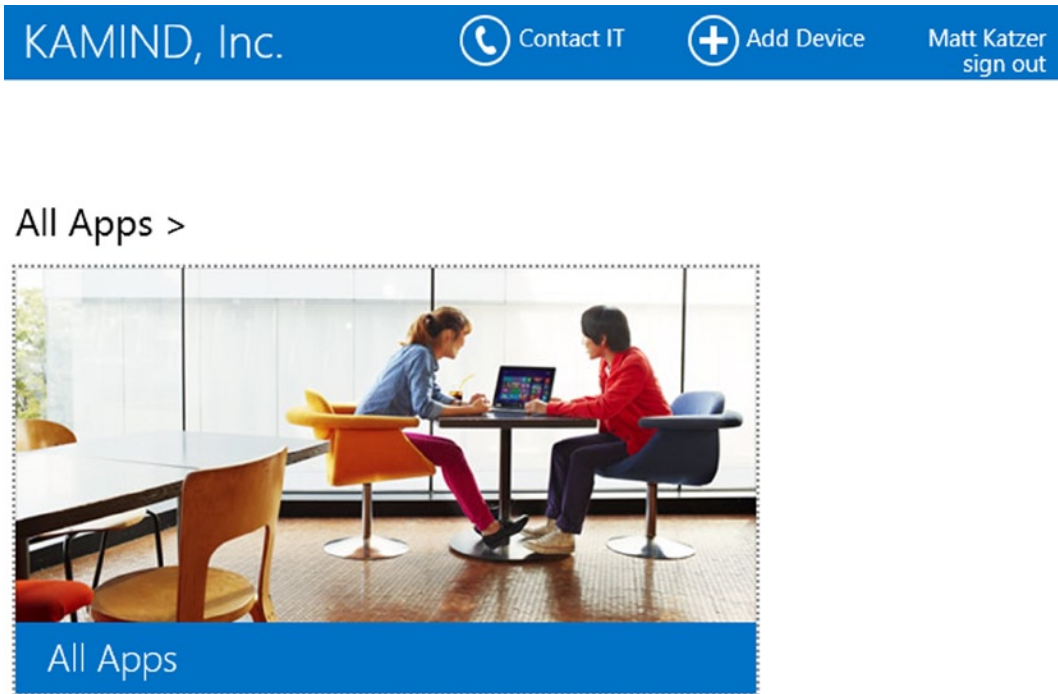 KAMIND, Inc.
Contact IT
Add Device
Matt Katzer
sign out
All Apps >
All Apps